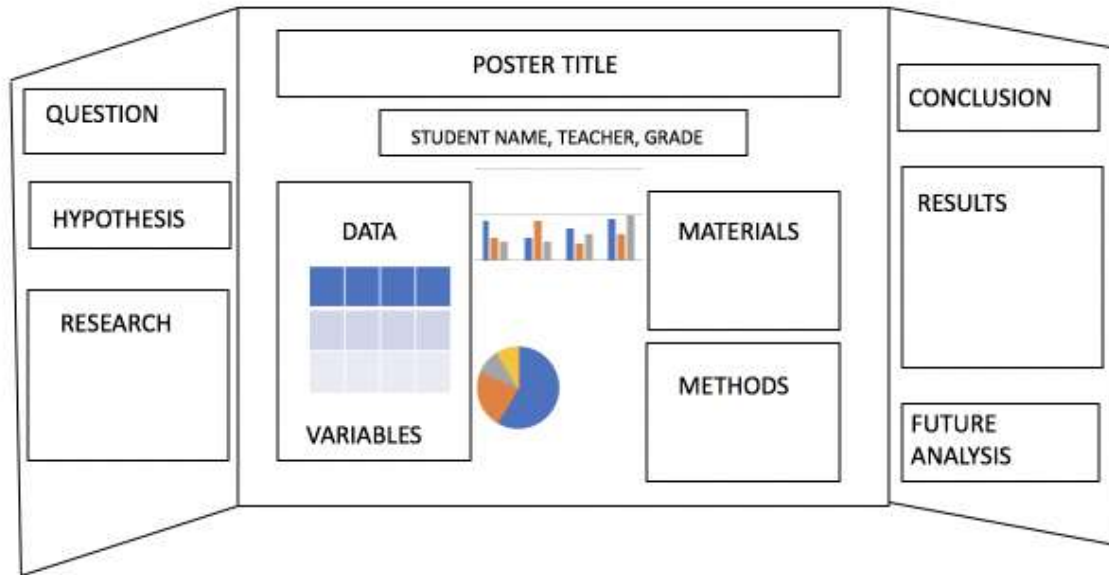 POSTER TITLE
STUDENT NAME, TEACHER, GRADE
QUESTION
HYPOTHESIS
RESEARCH
DATA
VARIABLES
MATERIALS
METHODS
CONCLUSION
RESULTS
FUTURE
ANALYSIS